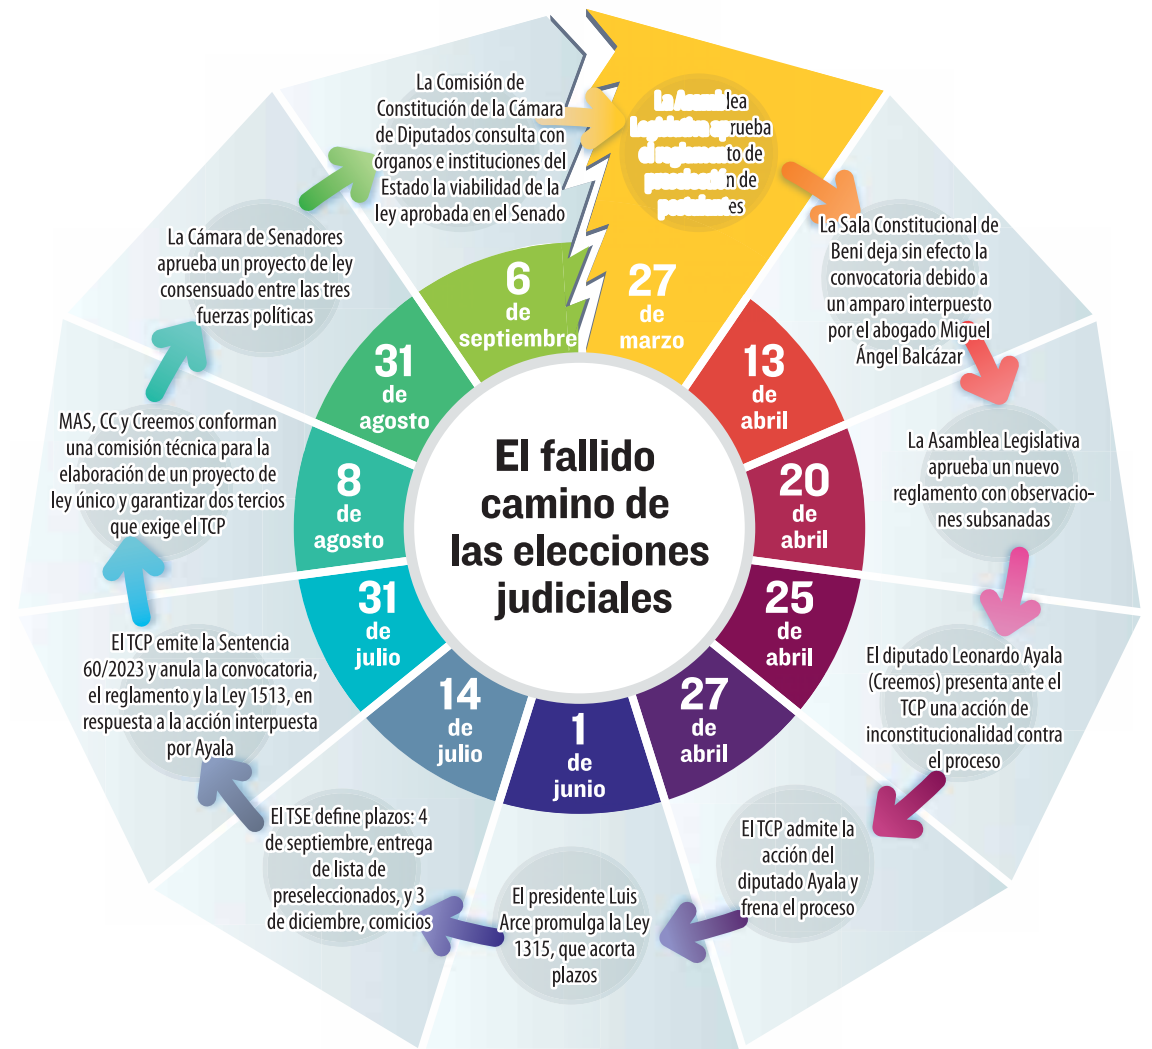 El fallido
camino de
las elecciones
judiciales
27
de
marzo
La Asamblea
Legislativa aprueba
el reglamento de
preselección de
postulantes
13
de
abril
La Sala Constitucional de
Beni deja sin efecto la
convocatoria debido a
un amparo interpuesto
por el abogado Miguel
Ángel Balcázar
20
de
abril
La Asamblea Legislativa
aprueba un nuevo
reglamento con observacio-
nes subsanadas
25
de
abril
El diputado Leonardo Ayala
(Creemos) presenta ante el
TCP una acción de
inconstitucionalidad contra
el proceso
27
de
abril
El TCP admite la
acción del
diputado Ayala y
frena el proceso
1
de
junio
El presidente Luis
Arce promulga la Ley
1315, que acorta
plazos
14
de
julio
El TSE define plazos: 4
de septiembre, entrega
de lista de
preseleccionados, y 3
de diciembre, comicios
31
de
julio
El TCP emite la Sentencia
60/2023 y anula la convocatoria,
el reglamento y la Ley 1513, en
respuesta a la acción interpuesta
por Ayala
8
de
agosto
MAS, CC y Creemos conforman
una comisión técnica para la
elaboración de un proyecto de
ley único y garantizar dos tercios
que exige el TCP
31
de
agosto
La Cámara de Senadores
aprueba un proyecto de ley
consensuado entre las tres
fuerzas políticas
6
de
septiembre
La Comisión de
Constitución de la Cámara
de Diputados consulta con
órganos e instituciones del
Estado la viabilidad de la
ley aprobada en el Senado